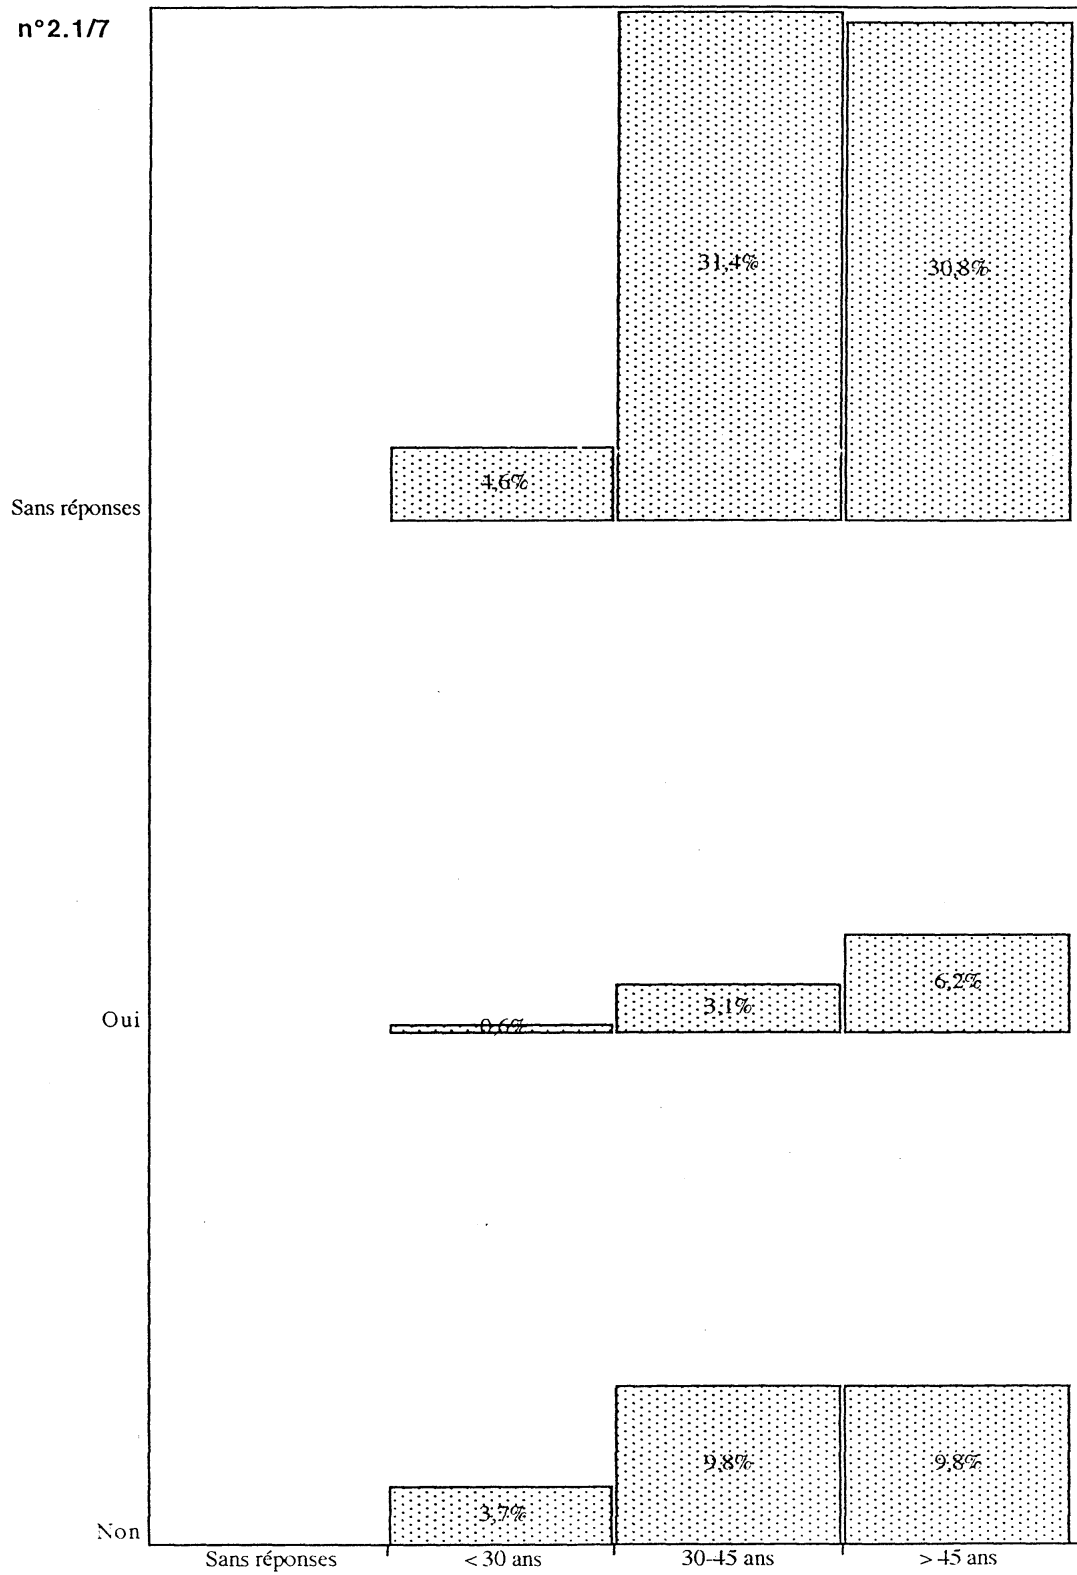 n°2.1/7
31,4%
30,8%
4,6%
Sans réponses
6,2%
3,1%
Oui
0,6%
9,8%
9,8%
3,7%
Non
Sans réponses
< 30 ans
30-45 ans
> 45 ans